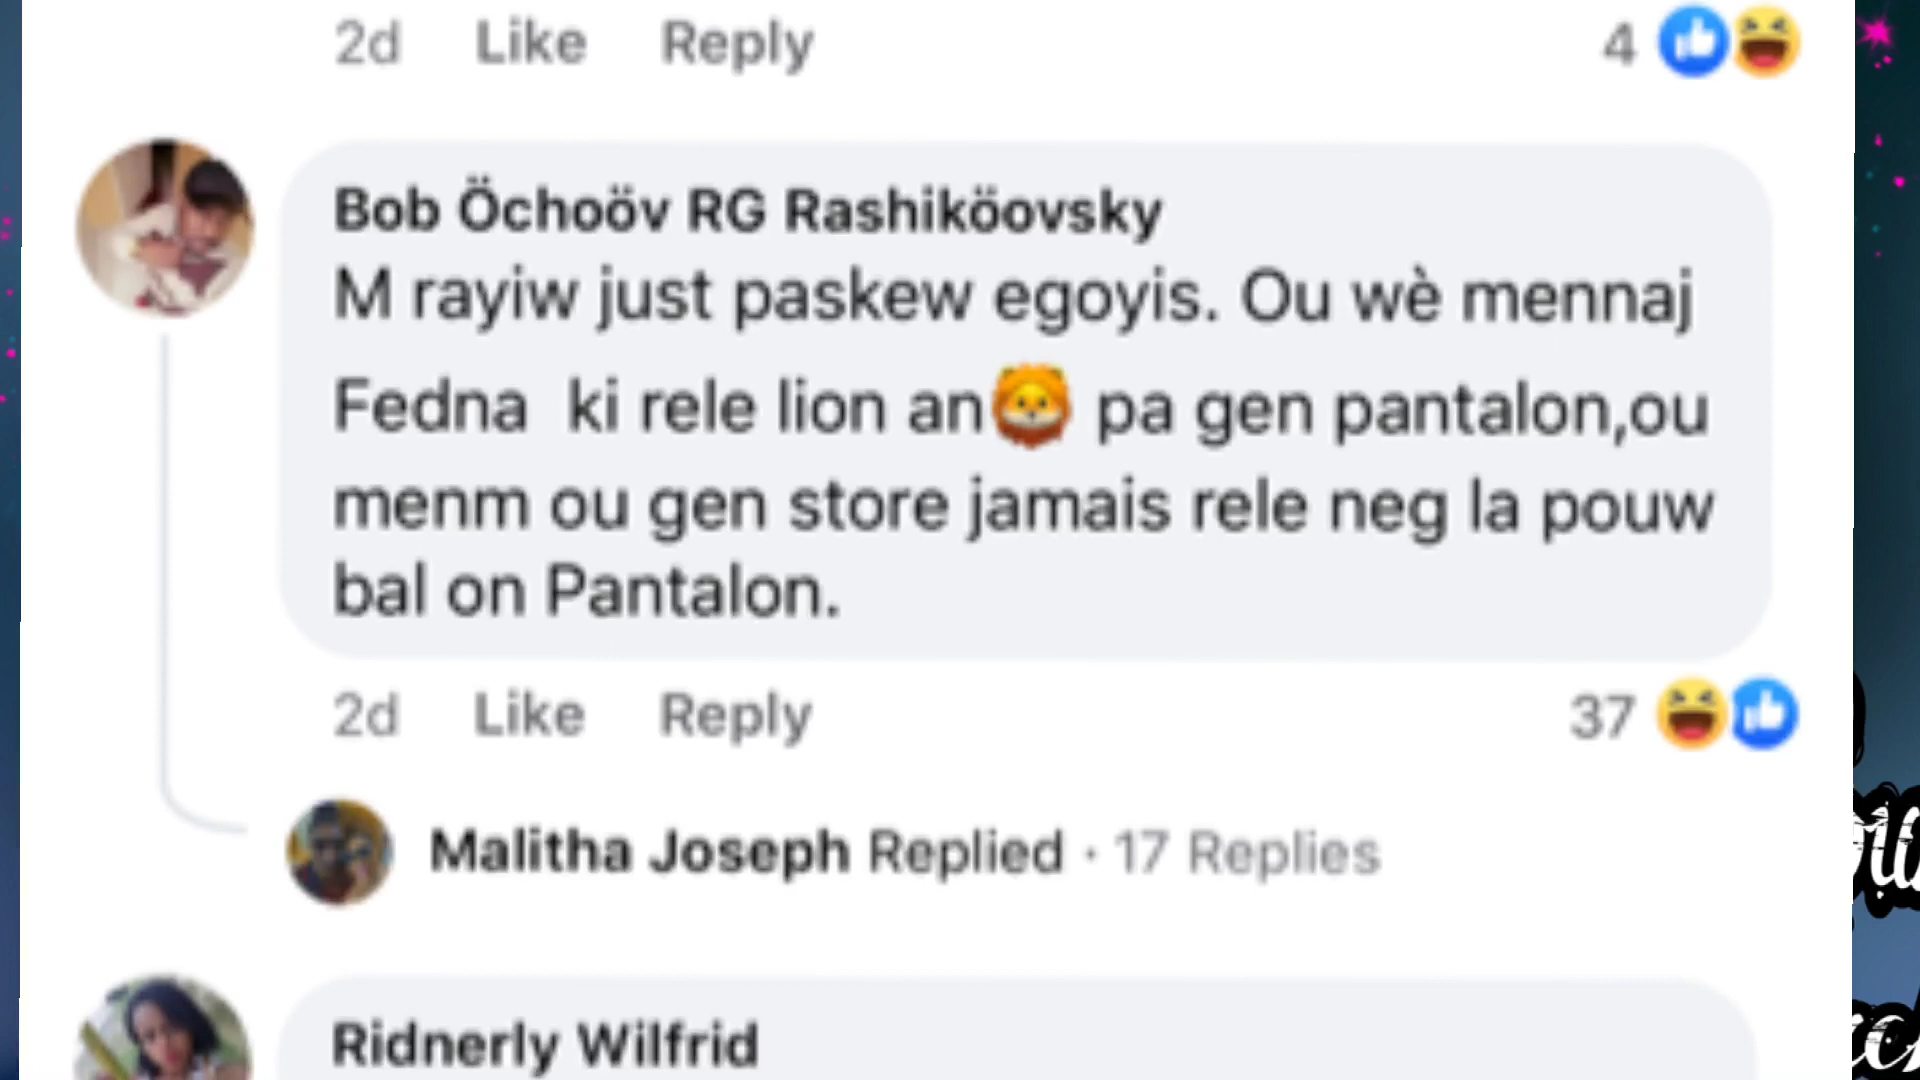 2d Like Reply 4
Bob Öchoöv RG Rashiköovsky
M rayiw just paskew egoyis. Ou wè mennaj
Fedna ki rele lion an🦁 pa gen pantalon,ou
menm ou gen store jamais rele neg la pouw
bal on Pantalon.
2d Like Reply 37
Malitha Joseph Replied · 17 Replies
Ridnerly Wilfrid